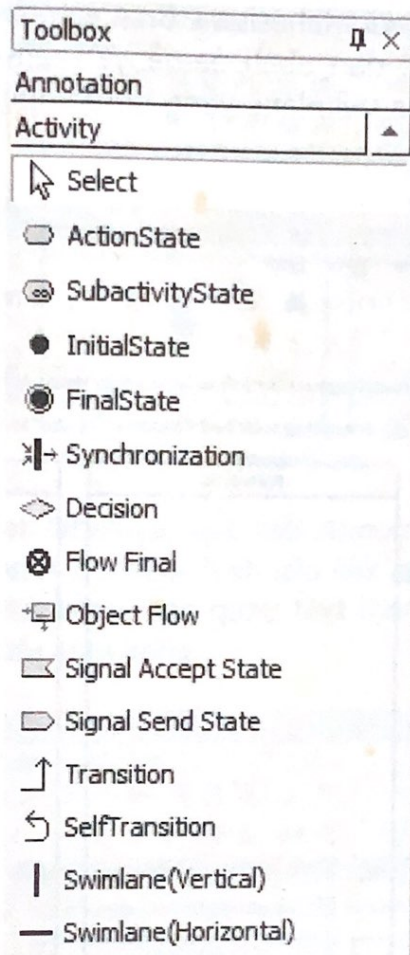 Toolbox
Annotation
Activity
Select
ActionState
SubactivityState
InitialState
FinalState
Synchronization
Decision
Flow Final
Object Flow
Signal Accept State
Signal Send State
Transition
SelfTransition
Swimlane(Vertical)
Swimlane(Horizontal)